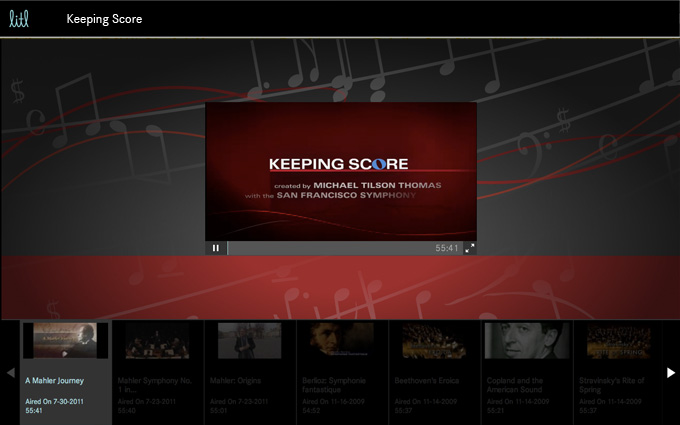 litl
Keeping Score
KEEPING SCORE
created by MICHAEL TILSON THOMAS
with the SAN FRANCISCO SYMPHONY
55:41
A Mahler Journey
Aired On 7-30-2011
55:41
Mahler Symphony No.
1 in...
Aired On 7-23-2011
55:40
Mahler: Origins
Aired On 7-23-2011
55:01
Berlioz: Symphonie
fantastique
Aired On 11-16-2009
54:52
Beethoven's Eroica
Aired On 11-14-2009
55:37
Copland and the
American Sound
Aired On 11-14-2009
55:21
Stravinsky's Rite of
Spring
Aired On 11-14-2009
55:37